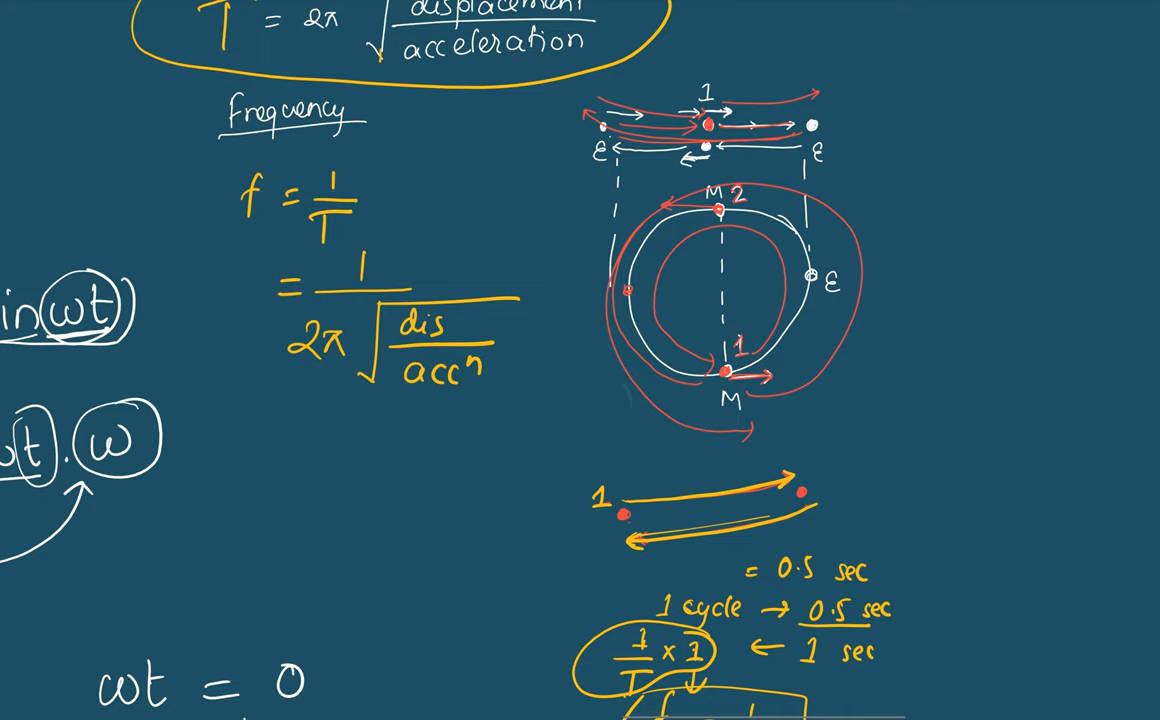 T = 2π √ displacement
acceleration
Frequency
f = 1
T
= 1
2π √ dis
accⁿ
in(ωt))
ωt . ω
ωt = 0
1
ε ε
M 2
ε
1
M
1
= 0.5 sec
1 cycle → 0.5 sec
1/T × 1 ← 1 sec